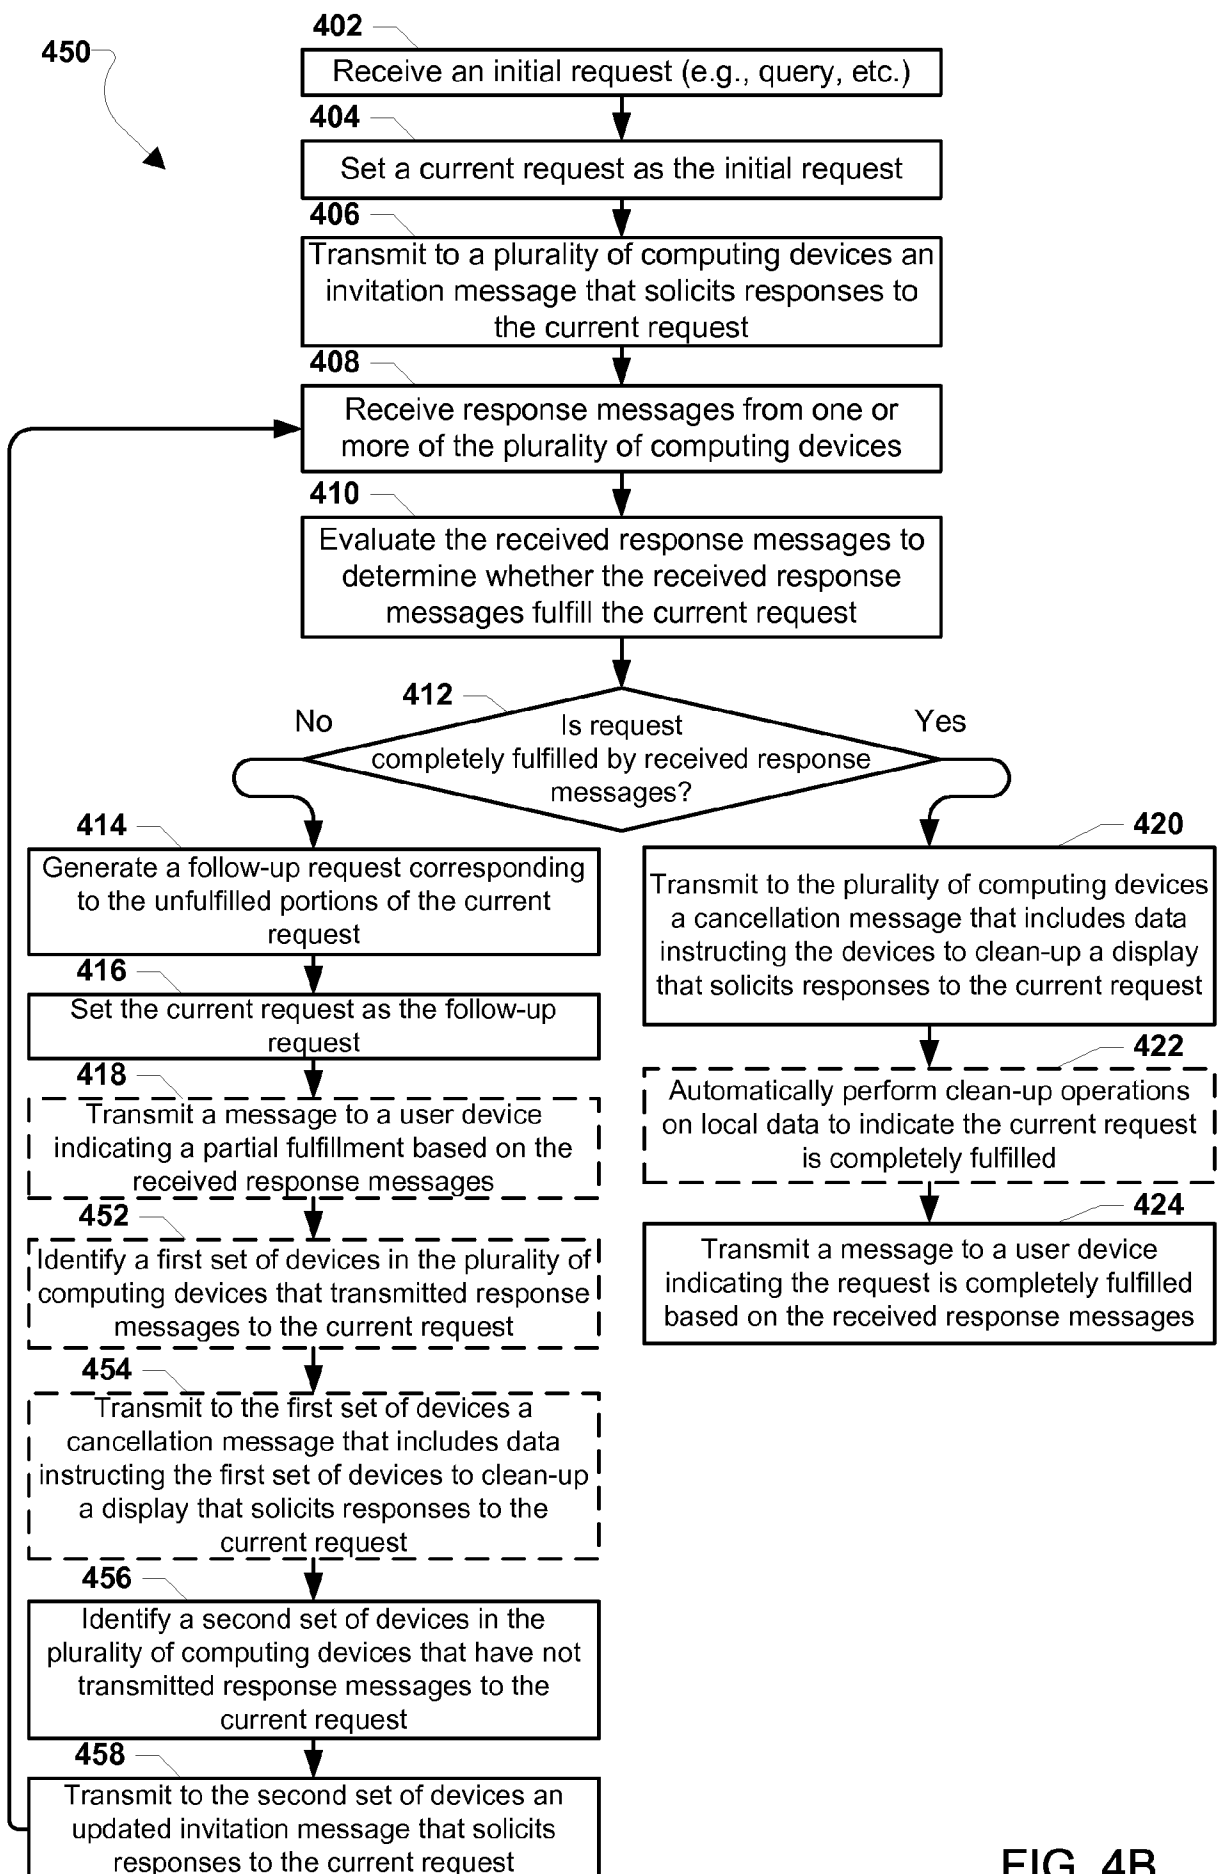 402
450
Receive an initial request (e.g., query, etc.)
404
Set a current request as the initial request
406
Transmit to a plurality of computing devices an
invitation message that solicits responses to
the current request
408
Receive response messages from one or
more of the plurality of computing devices
410
Evaluate the received response messages to
determine whether the received response
messages fulfill the current request
412
No
Yes
Is request
completely fulfilled by received response
messages?
414
Generate a follow-up request corresponding
to the unfulfilled portions of the current
request
416
Set the current request as the follow-up
request
418
Transmit a message to a user device
indicating a partial fulfillment based on the
received response messages
452
Identify a first set of devices in the plurality of
computing devices that transmitted response
messages to the current request
454
Transmit to the first set of devices a
cancellation message that includes data
instructing the first set of devices to clean-up
a display that solicits responses to the
current request
456
Identify a second set of devices in the
plurality of computing devices that have not
transmitted response messages to the
current request
458
Transmit to the second set of devices an
updated invitation message that solicits
responses to the current request
420
Transmit to the plurality of computing devices
a cancellation message that includes data
instructing the devices to clean-up a display
that solicits responses to the current request
422
Automatically perform clean-up operations
on local data to indicate the current request
is completely fulfilled
424
Transmit a message to a user device
indicating the request is completely fulfilled
based on the received response messages
FIG. 4B